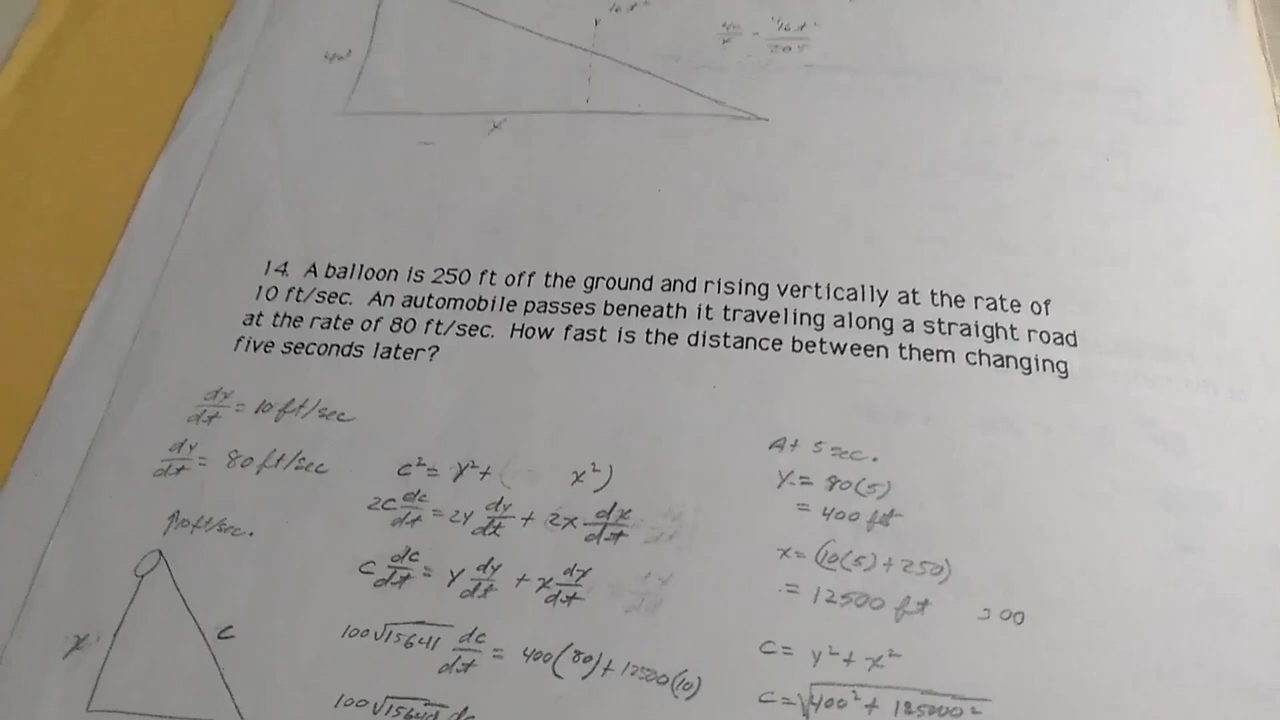 40'
x
14. A balloon is 250 ft off the ground and rising vertically at the rate of
10 ft/sec. An automobile passes beneath it traveling along a straight road
at the rate of 80 ft/sec. How fast is the distance between them changing
five seconds later?
dx/dt = 10 ft/sec
dy/dt = 80 ft/sec
10 ft/sec.
x
c
c² = y² + ( x²)
2c dc/dt = 2y dy/dt + 2x dx/dt
c dc/dt = y dy/dt + x dx/dt
100√15641 dc/dt = 400(80) + 12500(10)
At 5 sec.
y = 80(5)
= 400 ft
x = (10(5) + 250)
= 12500 ft 300
c = y² + x²
c = √400² + 12500²